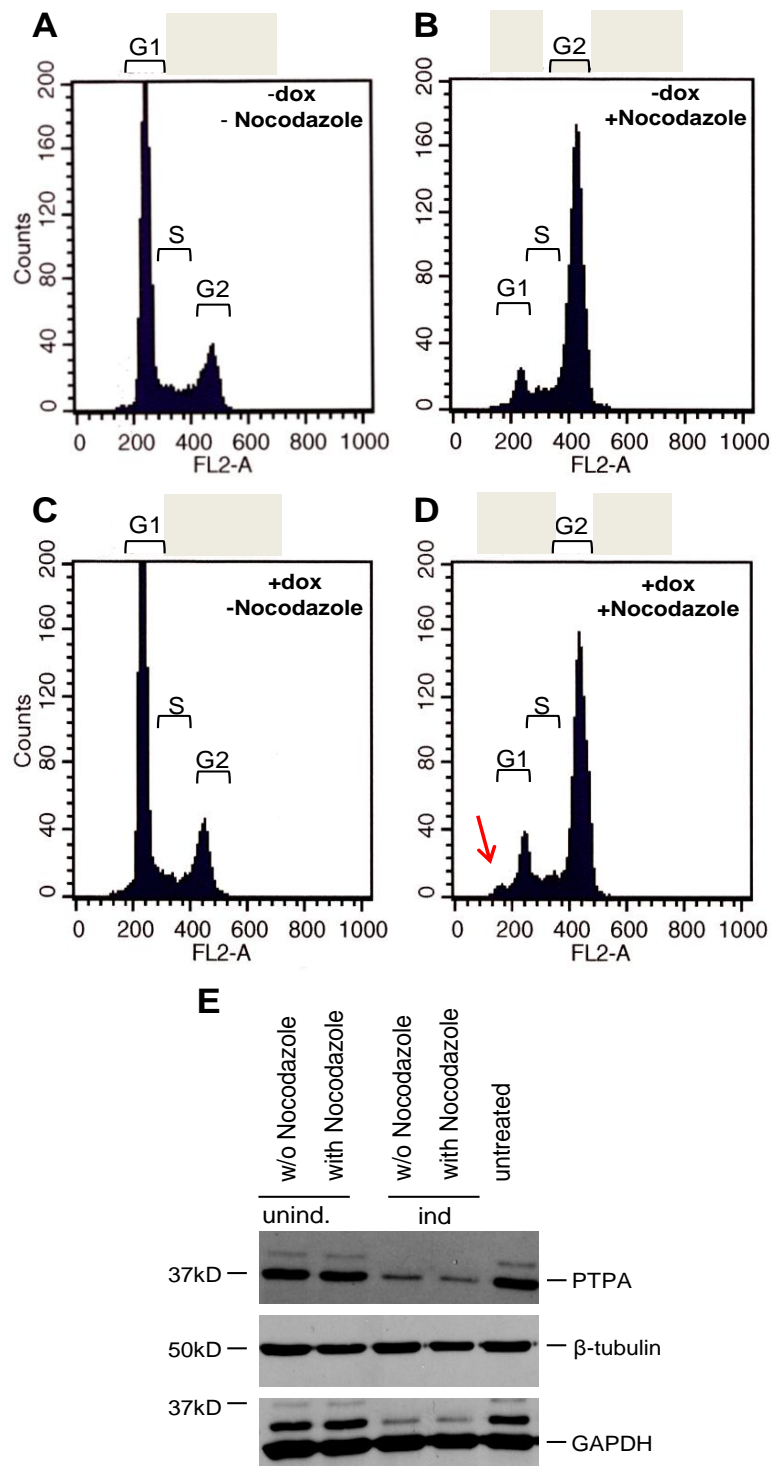 A
G1
-dox
- Nocodazole
S
G2
Counts
200
160
120
80
40
0
0 200 400 600 800 1000
FL2-A
B
G2
-dox
+Nocodazole
S
G1
200
160
120
80
40
0
0 200 400 600 800 1000
FL2-A
C
G1
+dox
-Nocodazole
S
G2
Counts
200
160
120
80
40
0
0 200 400 600 800 1000
FL2-A
D
G2
+dox
+Nocodazole
S
G1
200
160
120
80
40
0
0 200 400 600 800 1000
FL2-A
E
w/o Nocodazole
with Nocodazole
w/o Nocodazole
with Nocodazole
untreated
unind.
ind
37kD
PTPA
50kD
β-tubulin
37kD
GAPDH